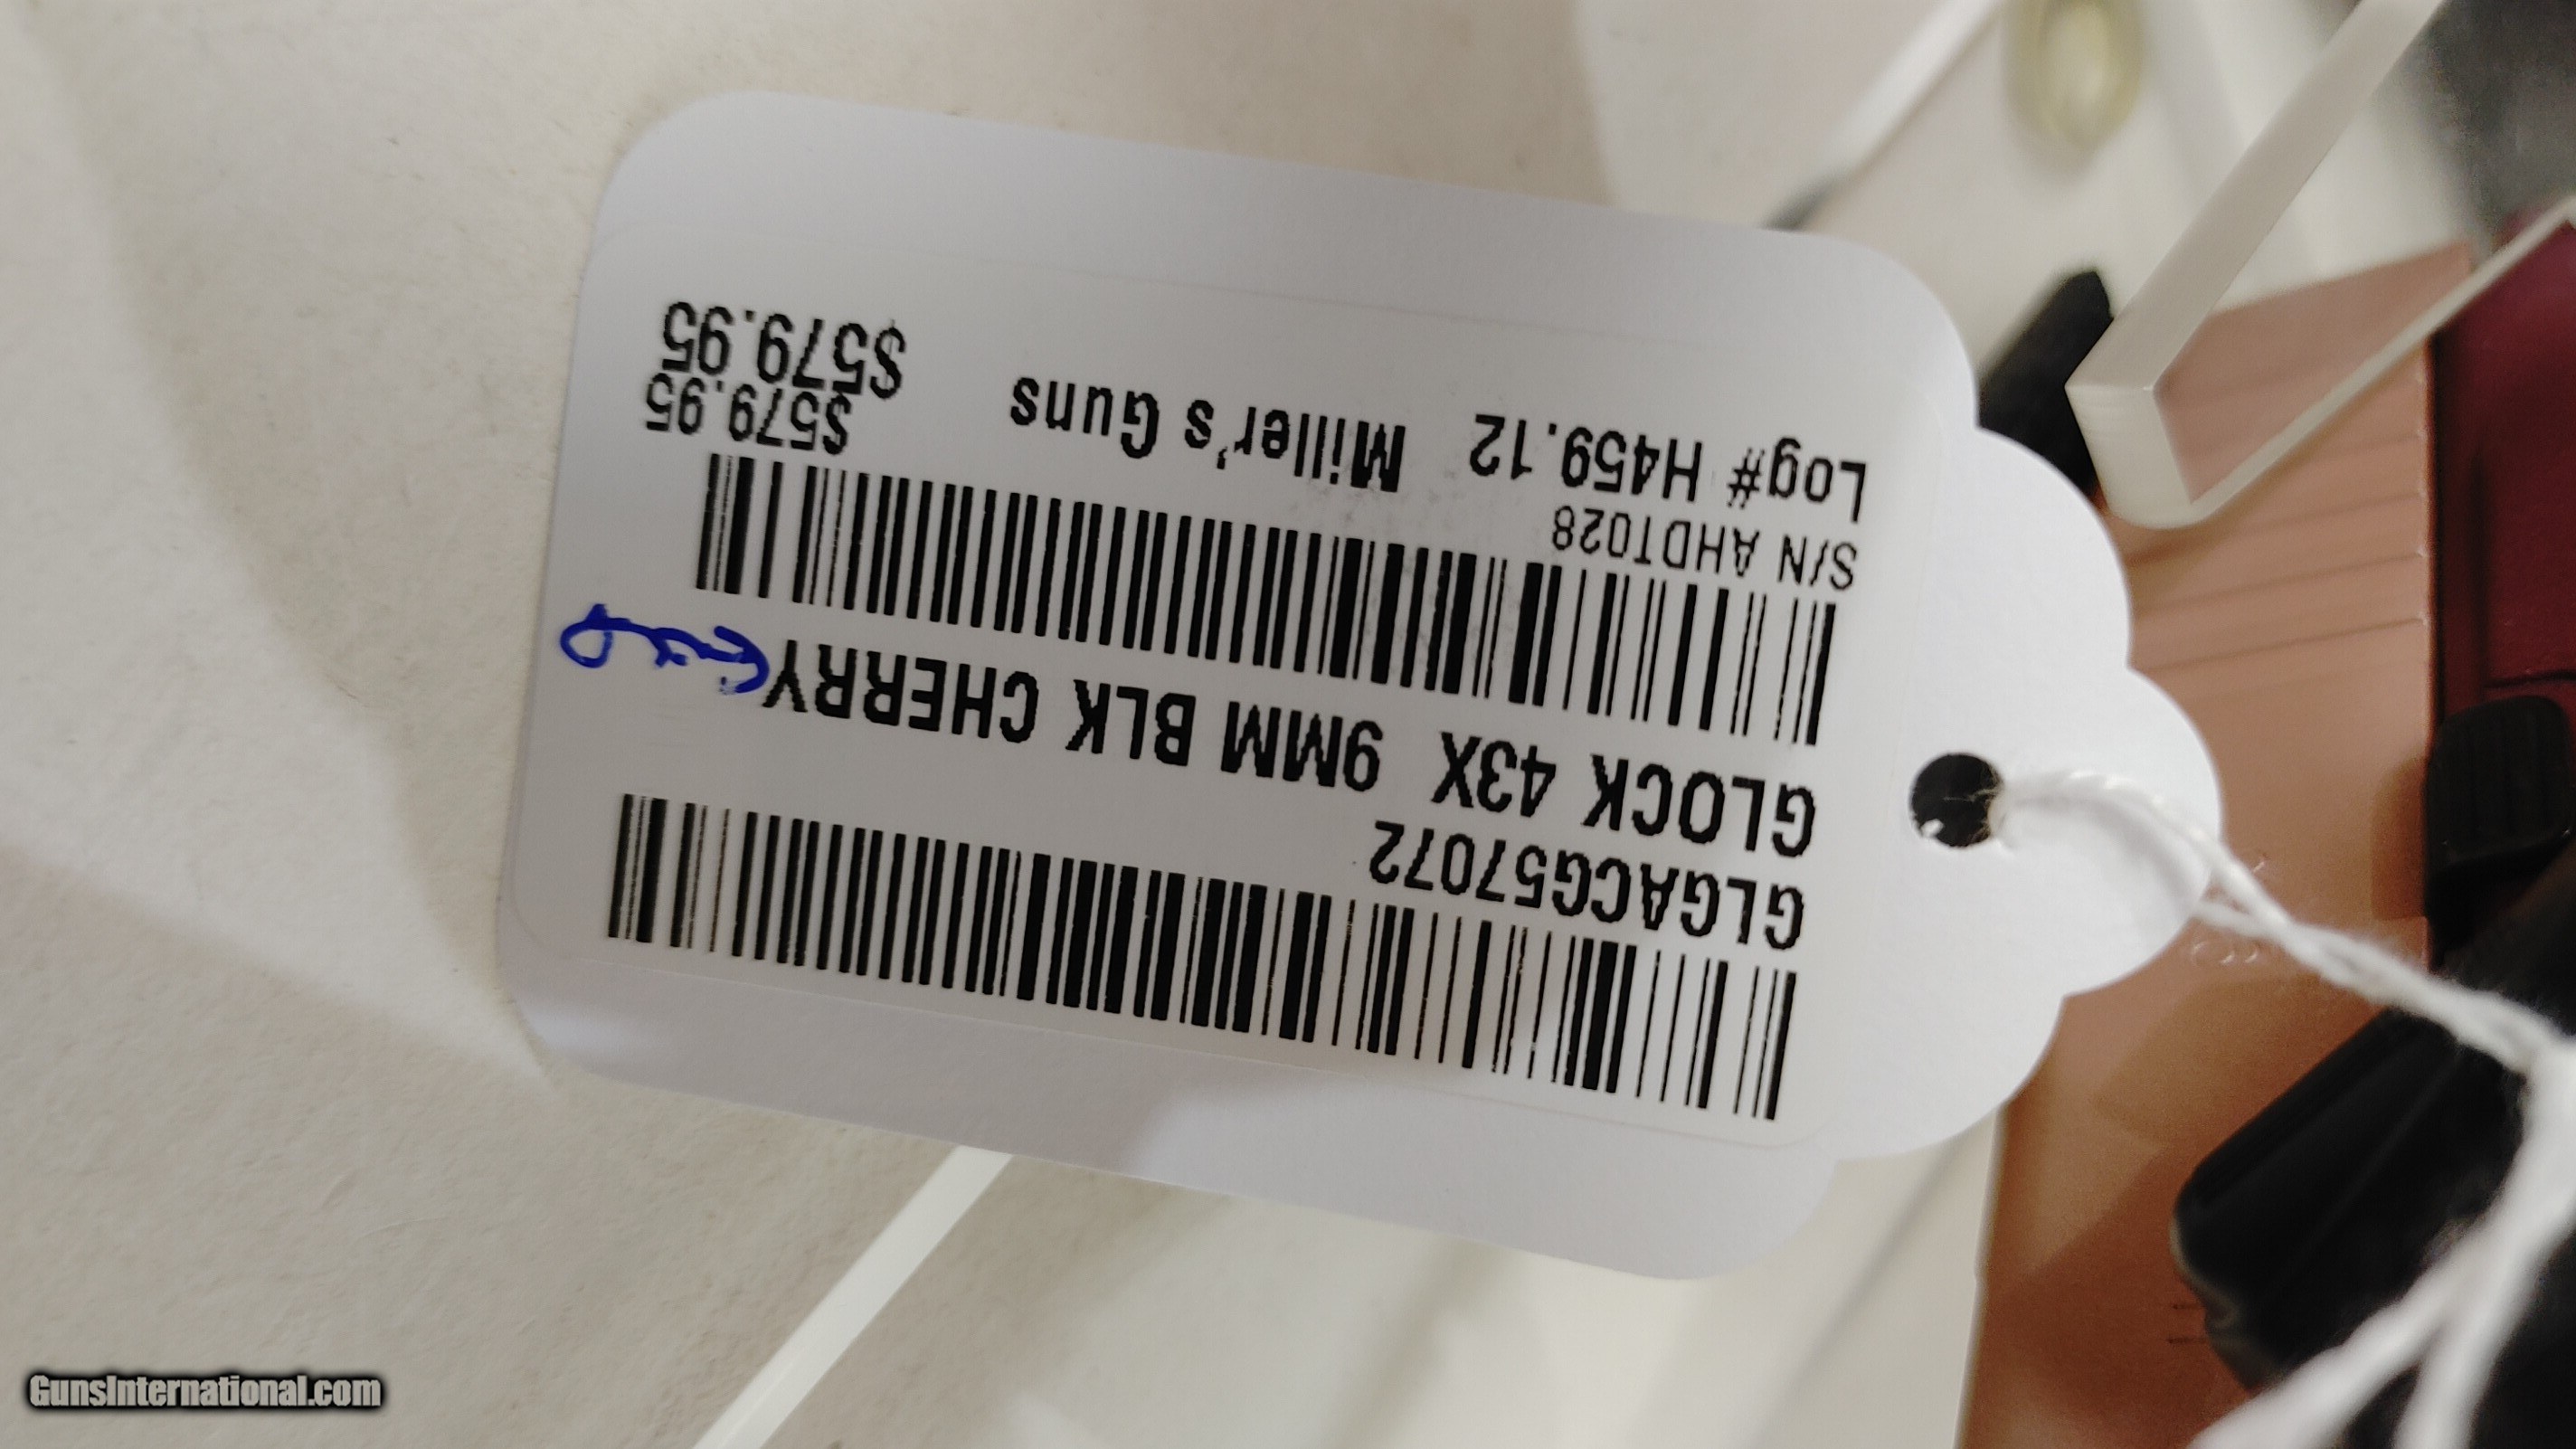 GLGACG57072
GLOCK 43X 9MM BLK CHERRY
S/N AHDT028
$579.95
Log# H459.12 Miller's Guns $579.95
GunsInternational.com